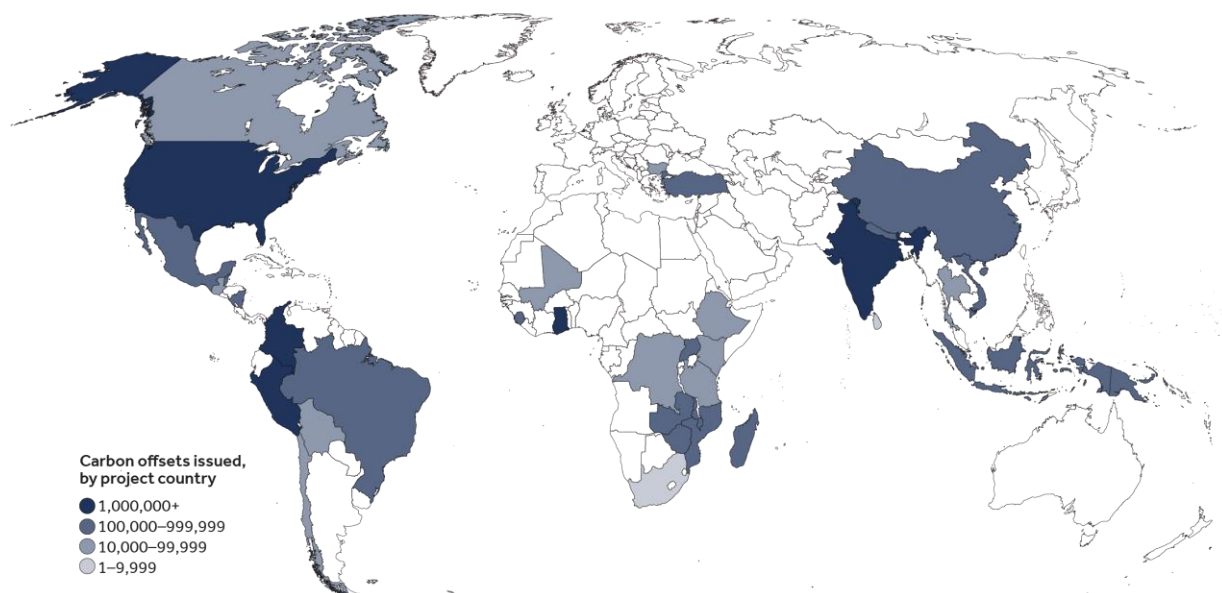 Carbon offsets issued,
by project country
1,000,000+
100,000–999,999
10,000–99,999
1–9,999